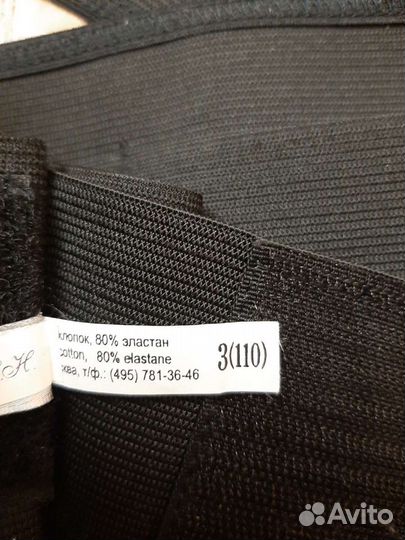 хлопок, 80% эластан
cotton, 80% elastane
ква, т/ф.: (495) 781-36-46
3(110)
.Н.
Avito